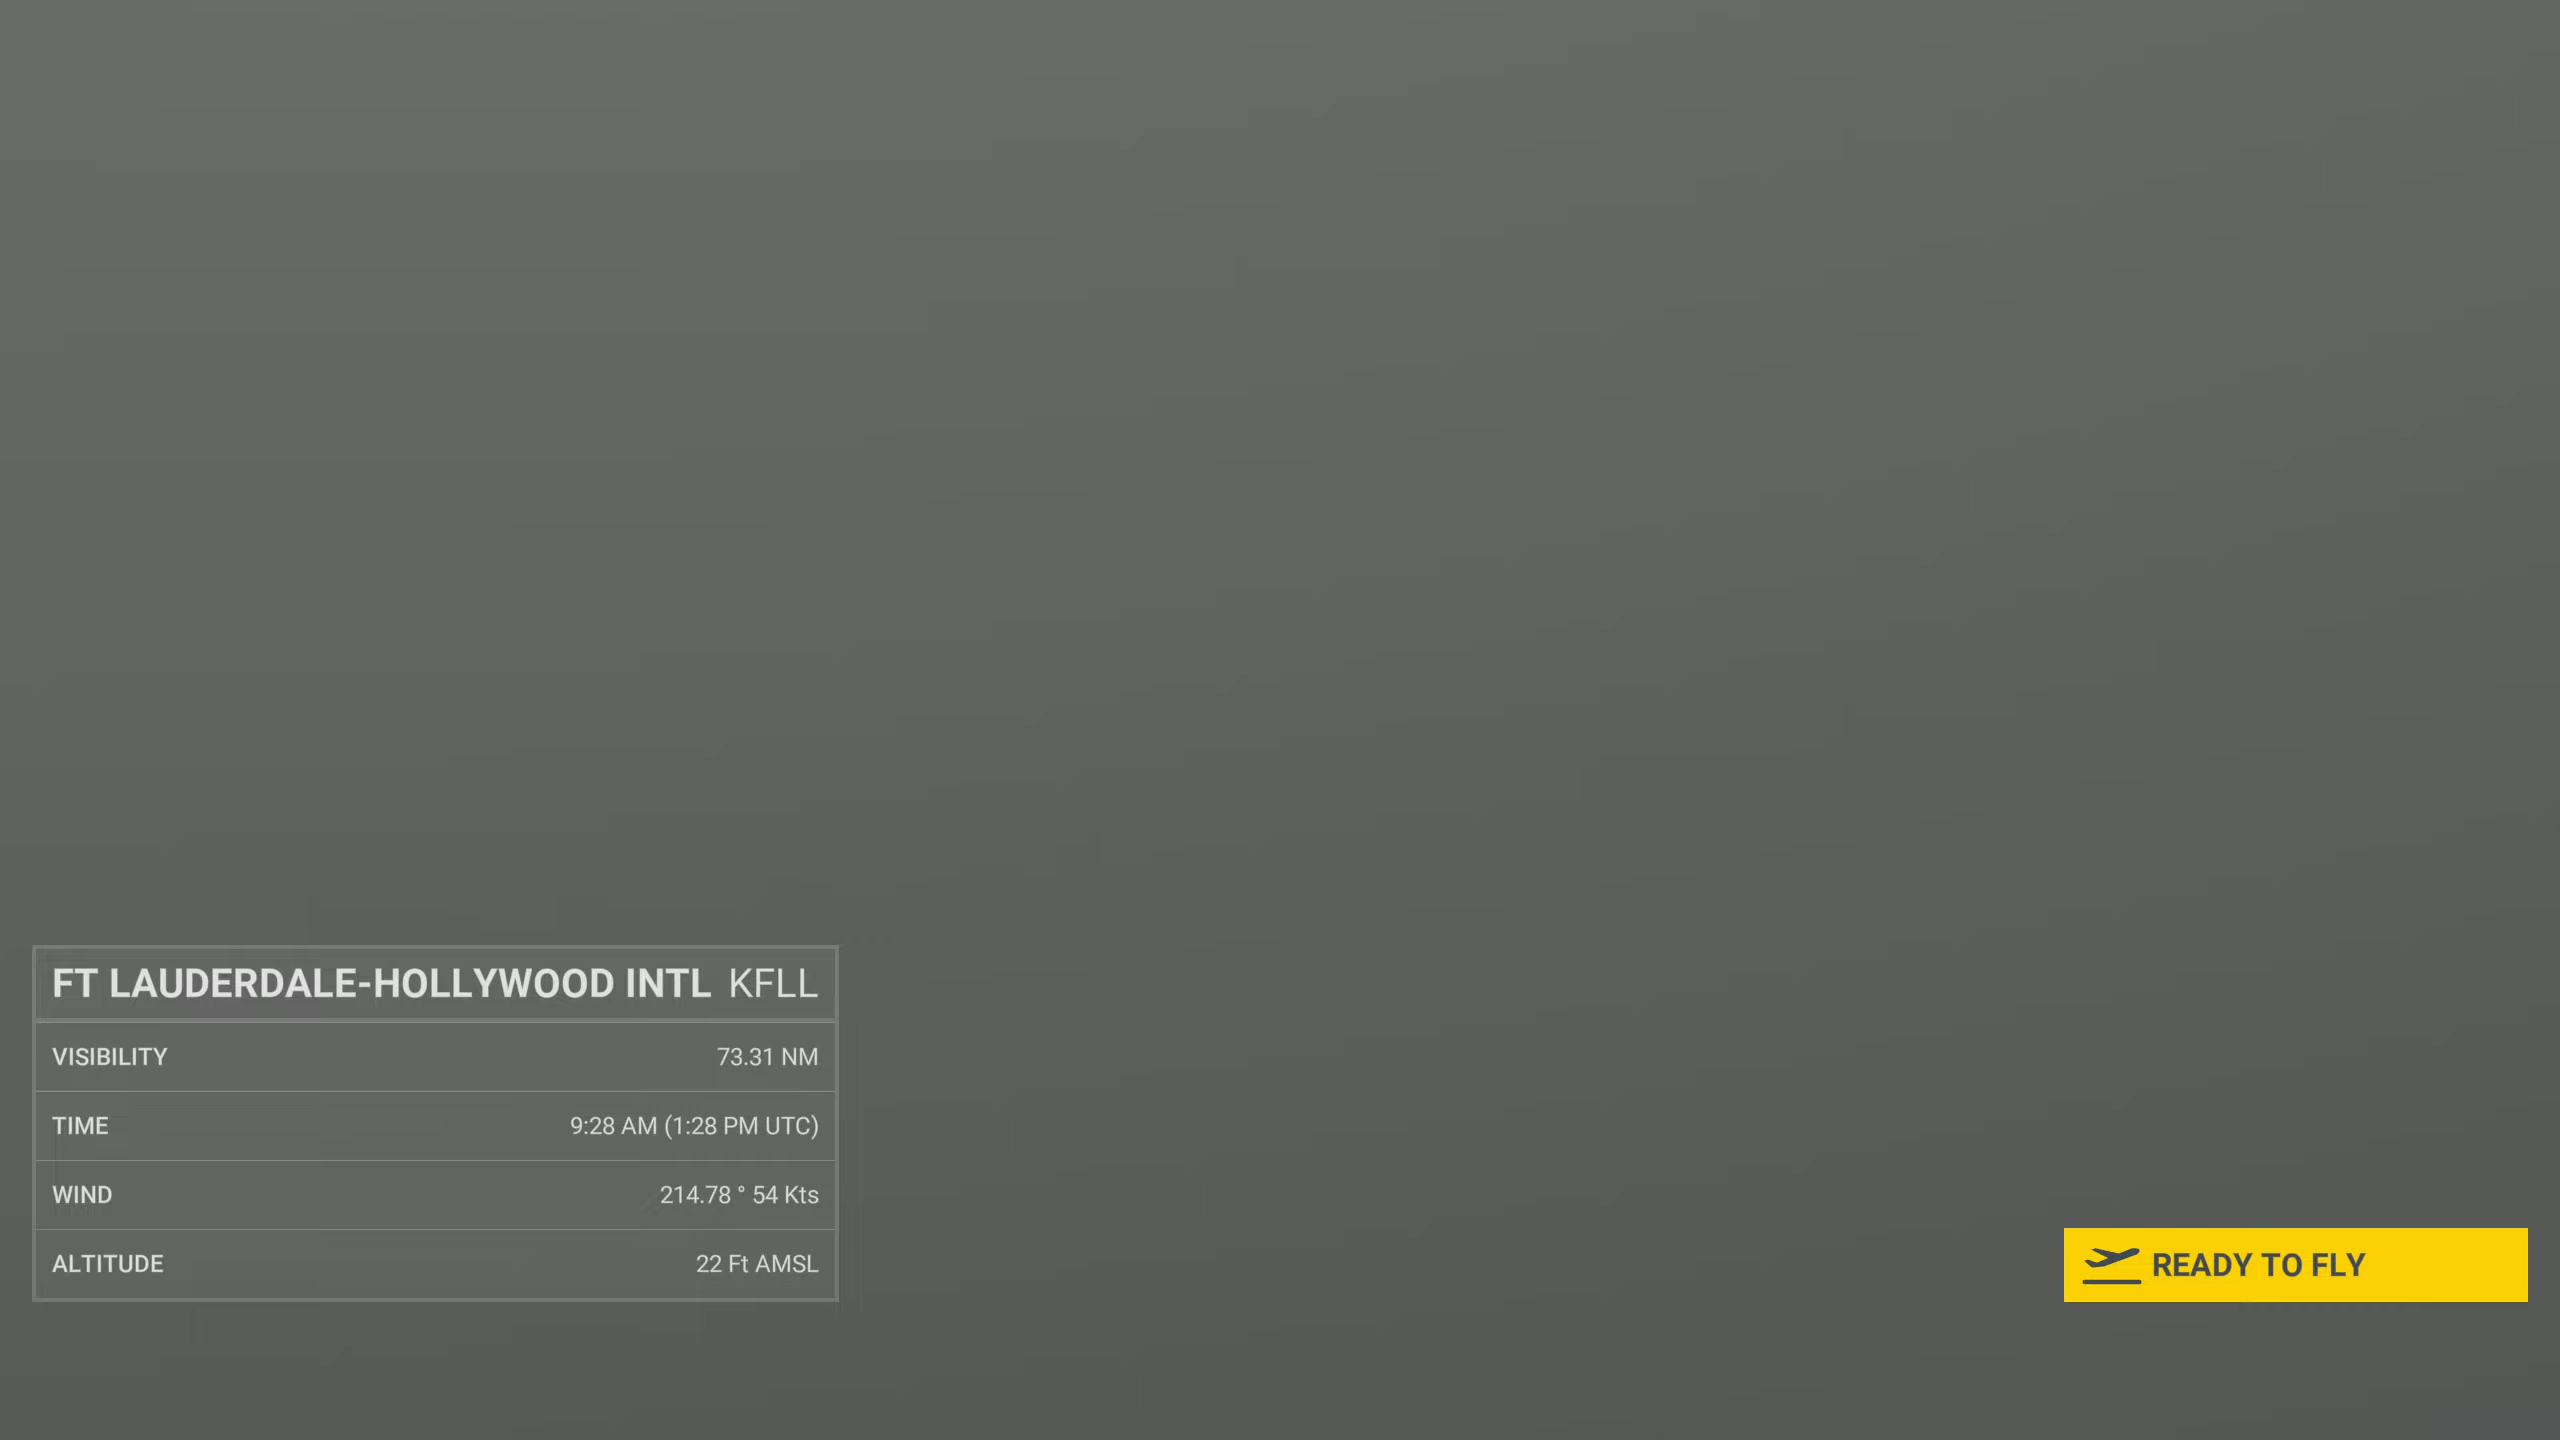 FT LAUDERDALE-HOLLYWOOD INTL KFLL
VISIBILITY 73.31 NM
TIME 9:28 AM (1:28 PM UTC)
WIND 214.78 ° 54 Kts
ALTITUDE 22 Ft AMSL
READY TO FLY